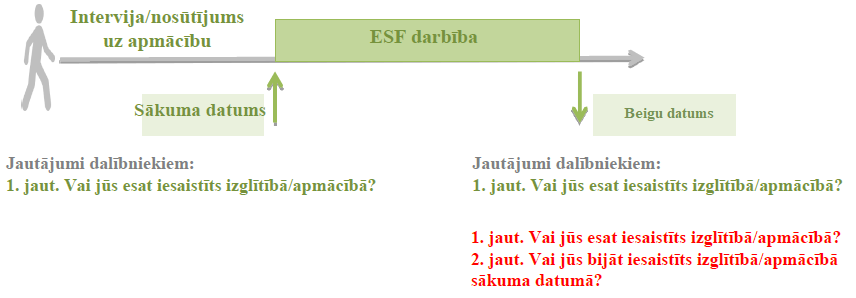 Intervija/nosūtījums
uz apmācību
ESF darbība
Sākuma datums
Beigu datums
Jautājumi dalībniekiem:
1. jaut. Vai jūs esat iesaistīts izglītībā/apmācībā?
Jautājumi dalībniekiem:
1. jaut. Vai jūs esat iesaistīts izglītībā/apmācībā?
1. jaut. Vai jūs esat iesaistīts izglītībā/apmācībā?
2. jaut. Vai jūs bijāt iesaistīts izglītībā/apmācībā
sākuma datumā?